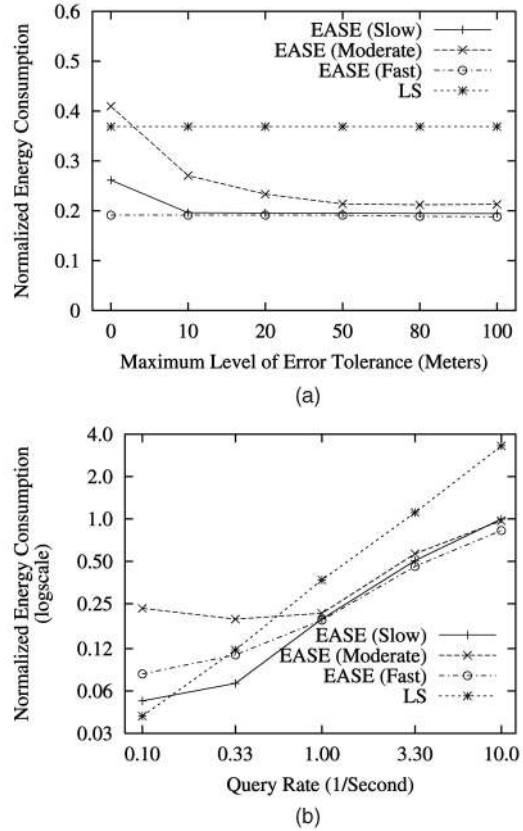 Normalized Energy Consumption
0.6
0.5
0.4
0.3
0.2
0.1
0
EASE (Slow)
EASE (Moderate)
EASE (Fast)
LS
0 10 20 50 80 100
Maximum Level of Error Tolerance (Meters)
(a)
Normalized Energy Consumption
(logscale)
4.0
2.0
1.0
0.50
0.25
0.12
0.06
0.03
EASE (Slow)
EASE (Moderate)
EASE (Fast)
LS
0.10 0.33 1.00 3.30 10.0
Query Rate (1/Second)
(b)